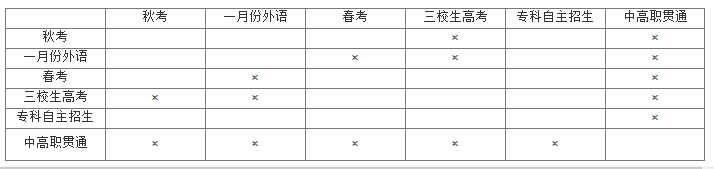 秋考 一月份外语 春考 三校生高考 专科自主招生 中高职贯通
秋考 × ×
一月份外语 × × ×
春考 × ×
三校生高考 × × ×
专科自主招生 ×
中高职贯通 × × × × ×